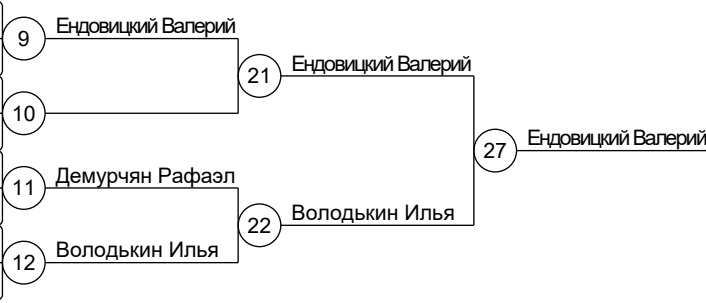 9 Ендовицкий Валерий
21 Ендовицкий Валерий
10
27 Ендовицкий Валерий
11 Демурчян Рафаэл
22 Володькин Илья
12 Володькин Илья